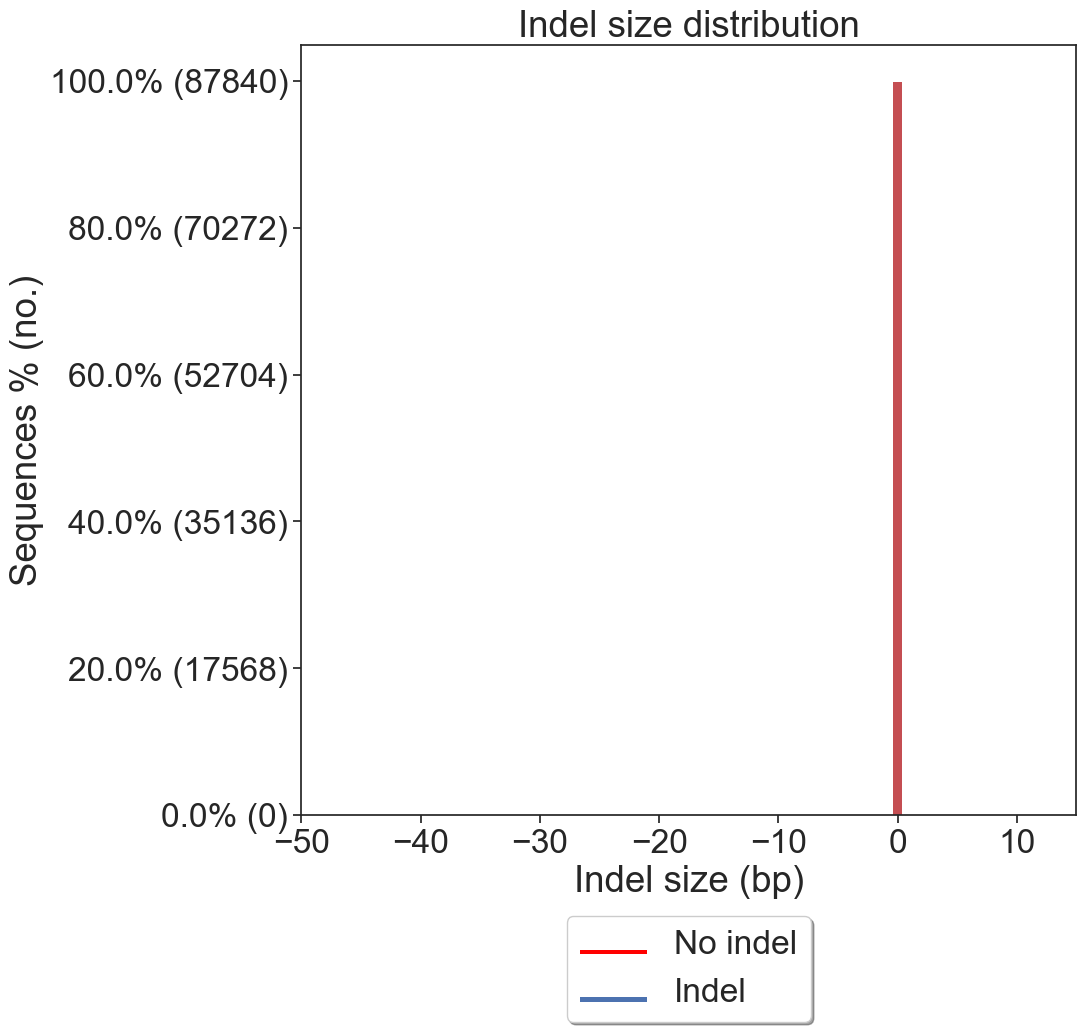 Indel size distribution
100.0% (87840)
80.0% (70272)
60.0% (52704)
40.0% (35136)
20.0% (17568)
0.0% (0)
Sequences % (no.)
−50 −40 −30 −20 −10 0 10
Indel size (bp)
No indel
Indel